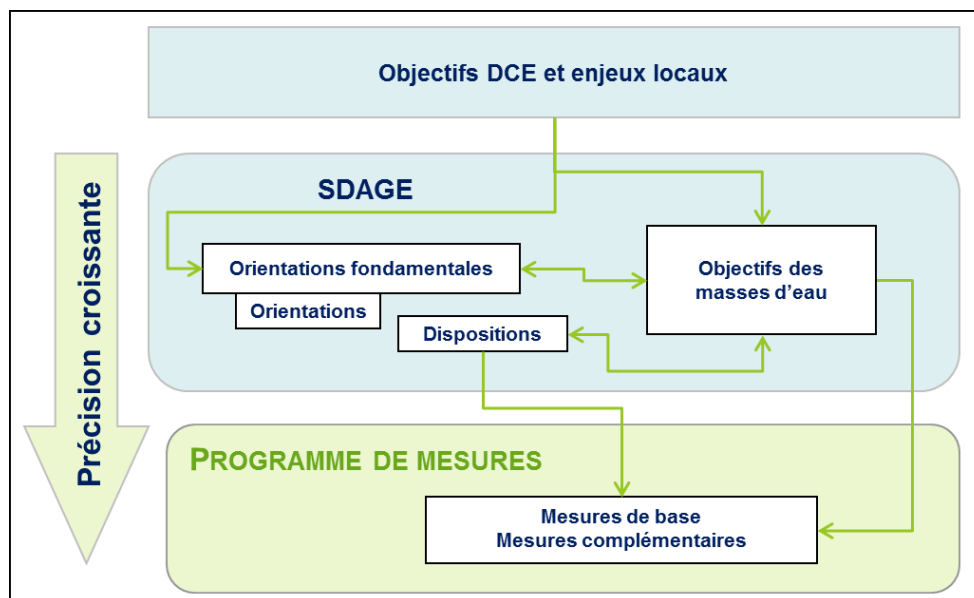 Objectifs DCE et enjeux locaux
Précision croissante
SDAGE
Orientations fondamentales
Orientations
Dispositions
Objectifs des
masses d’eau
PROGRAMME DE MESURES
Mesures de base
Mesures complémentaires